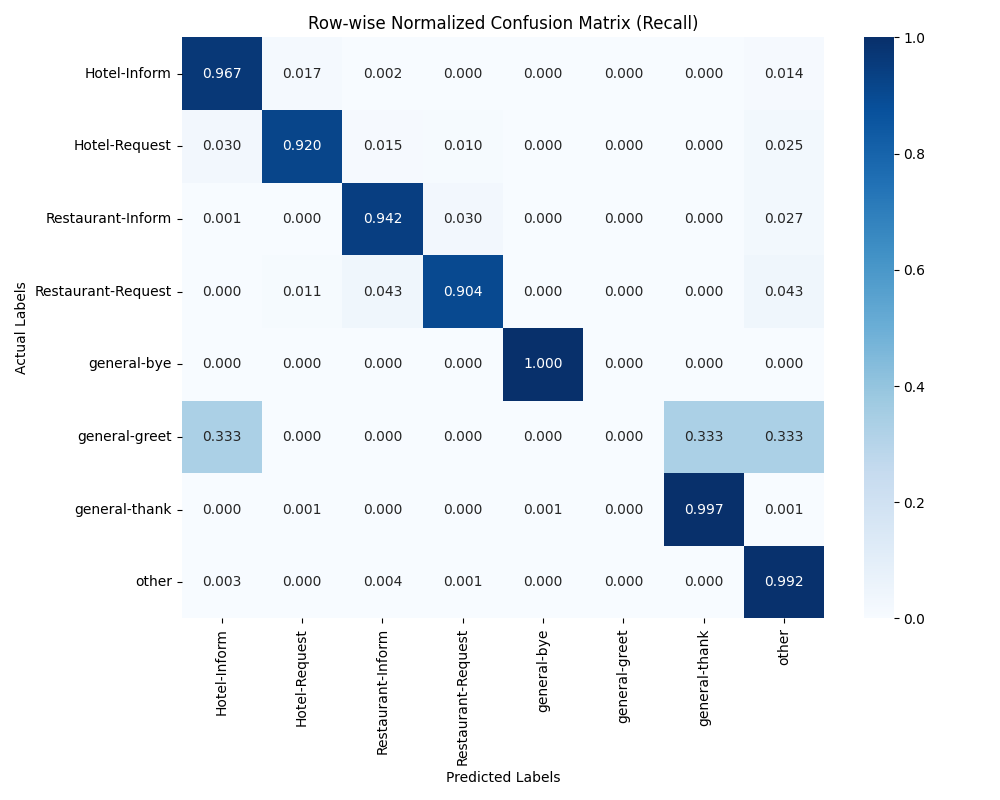 Row-wise Normalized Confusion Matrix (Recall)
Hotel-Inform 0.967 0.017 0.002 0.000 0.000 0.000 0.000 0.014
Hotel-Request 0.030 0.920 0.015 0.010 0.000 0.000 0.000 0.025
Restaurant-Inform 0.001 0.000 0.942 0.030 0.000 0.000 0.000 0.027
Restaurant-Request 0.000 0.011 0.043 0.904 0.000 0.000 0.000 0.043
general-bye 0.000 0.000 0.000 0.000 1.000 0.000 0.000 0.000
general-greet 0.333 0.000 0.000 0.000 0.000 0.000 0.333 0.333
general-thank 0.000 0.001 0.000 0.000 0.001 0.000 0.997 0.001
other 0.003 0.000 0.004 0.001 0.000 0.000 0.000 0.992
Actual Labels
Hotel-Inform
Hotel-Request
Restaurant-Inform
Restaurant-Request
general-bye
general-greet
general-thank
other
Predicted Labels
1.0
0.8
0.6
0.4
0.2
0.0